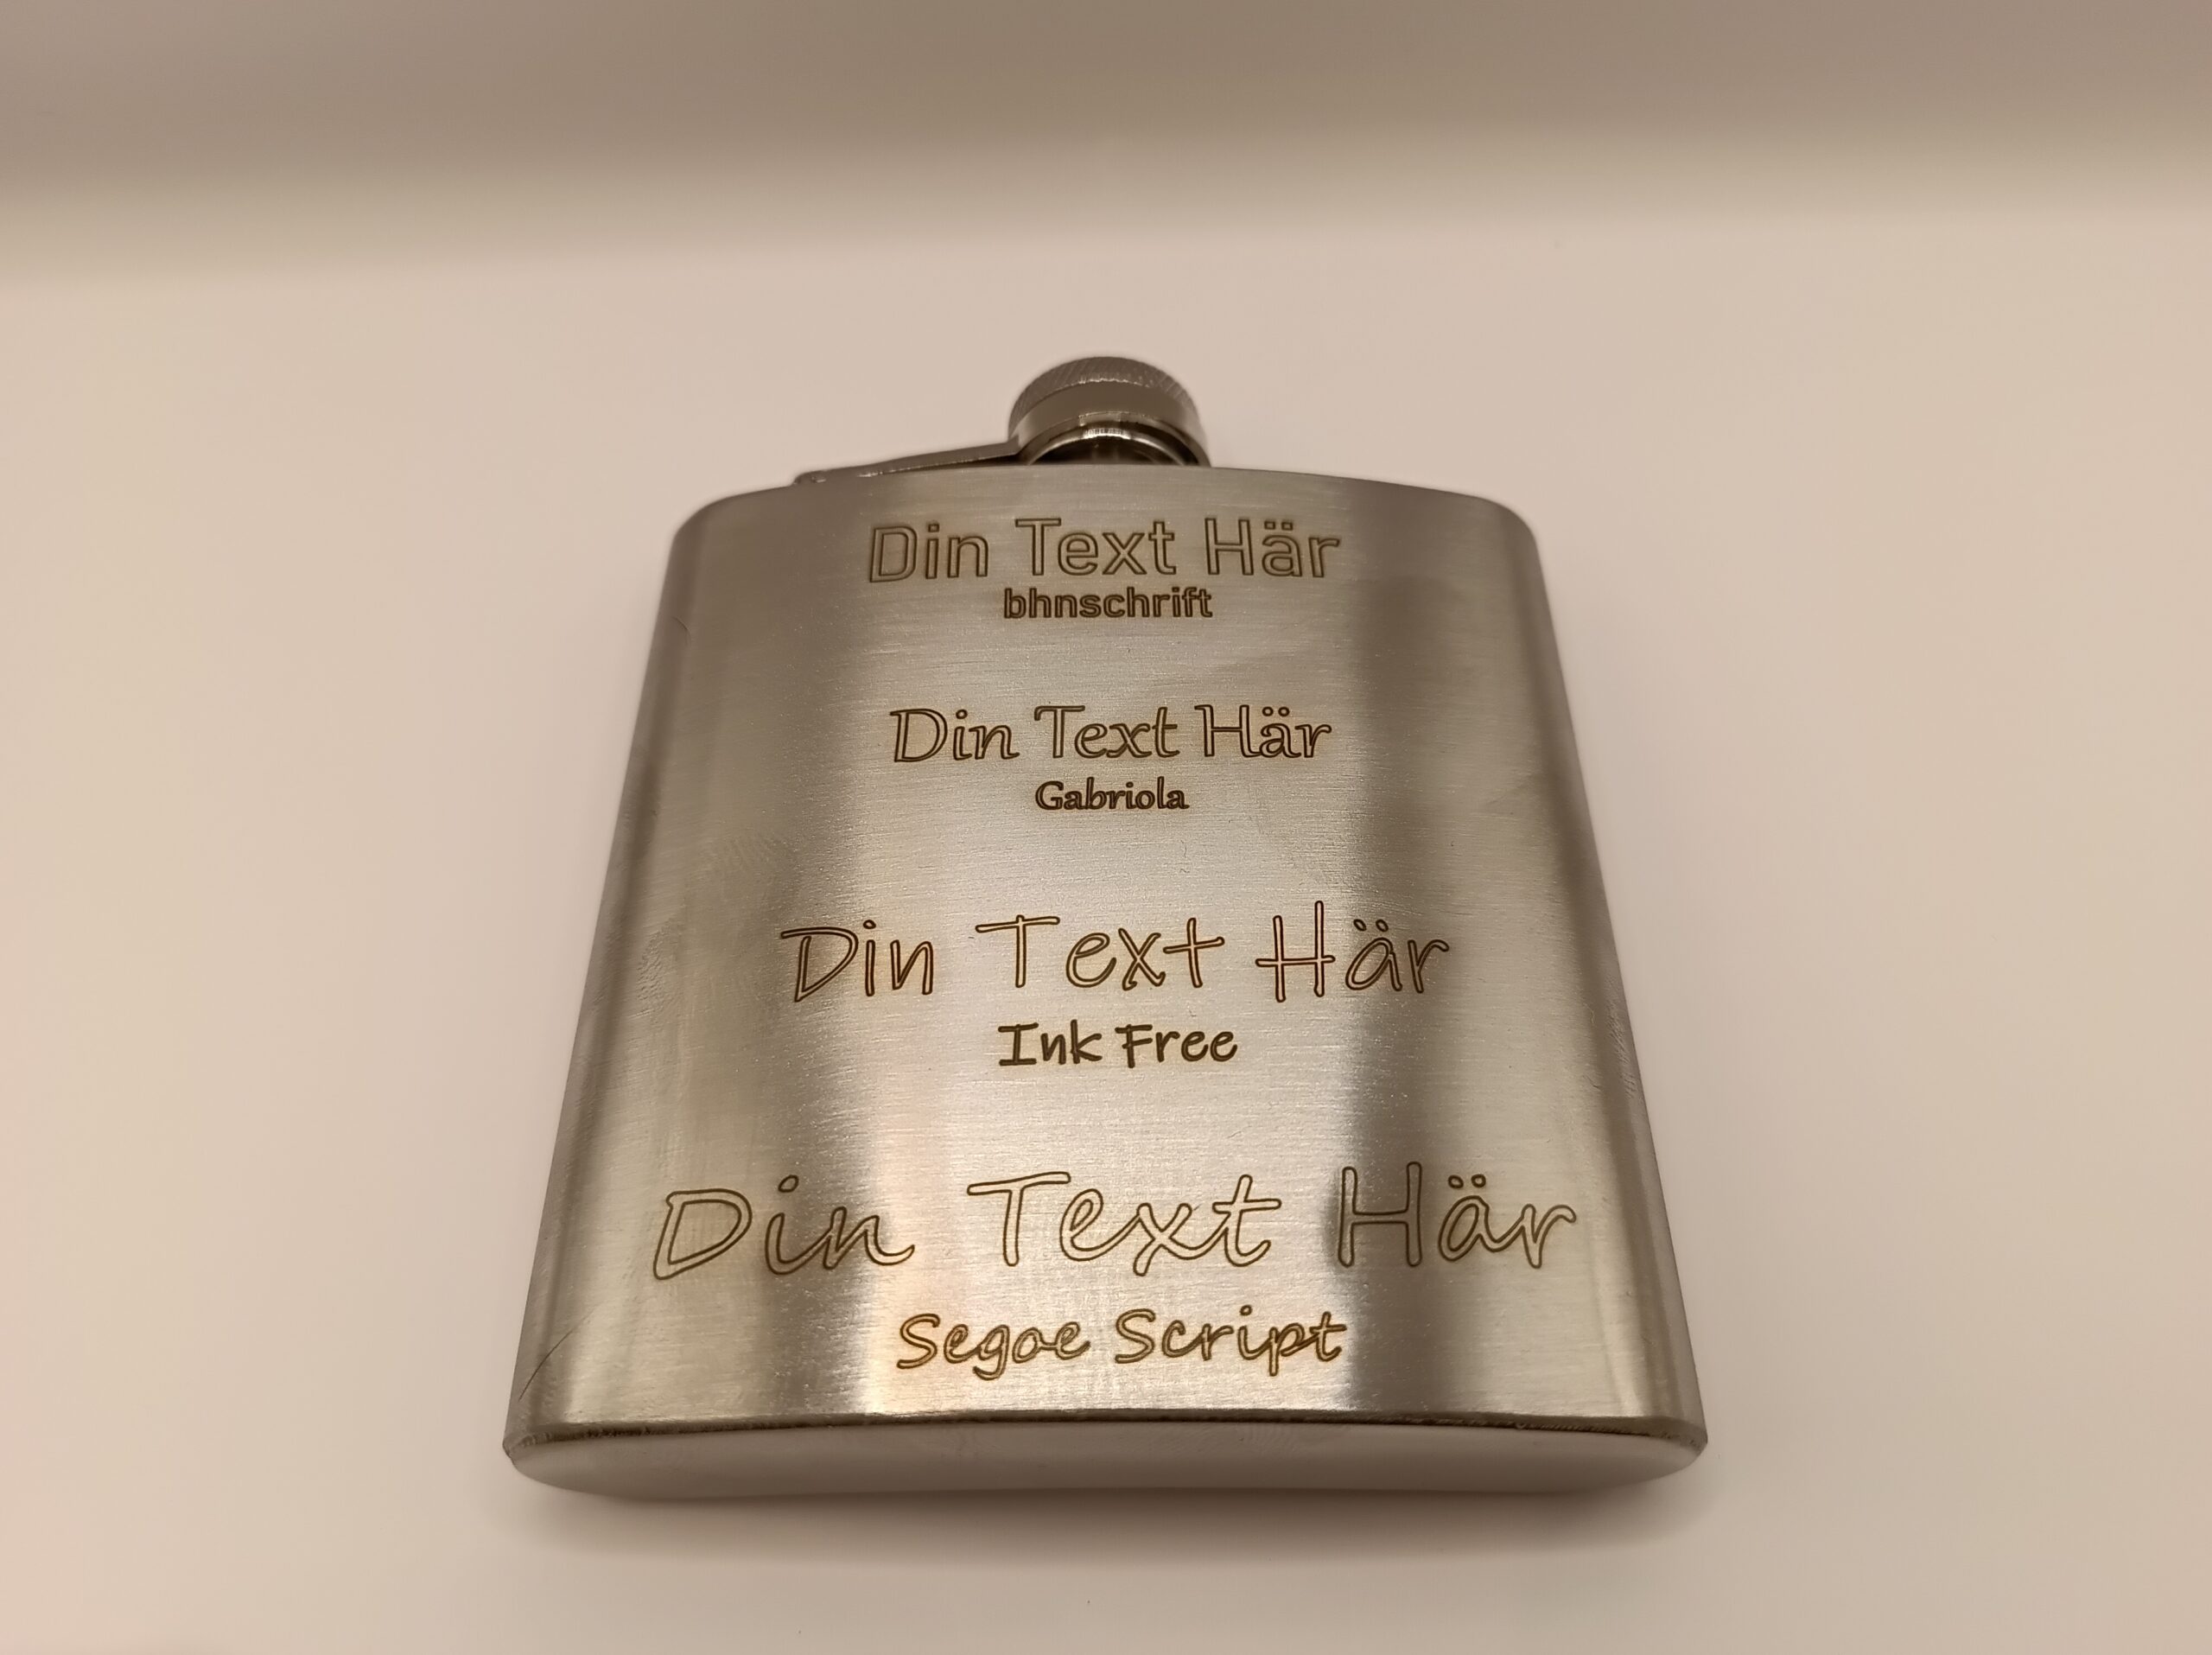 Din Text Här
bhnschrift
Din Text Här
Gabriola
Din Text Här
Ink Free
Din Text Här
Segoe Script